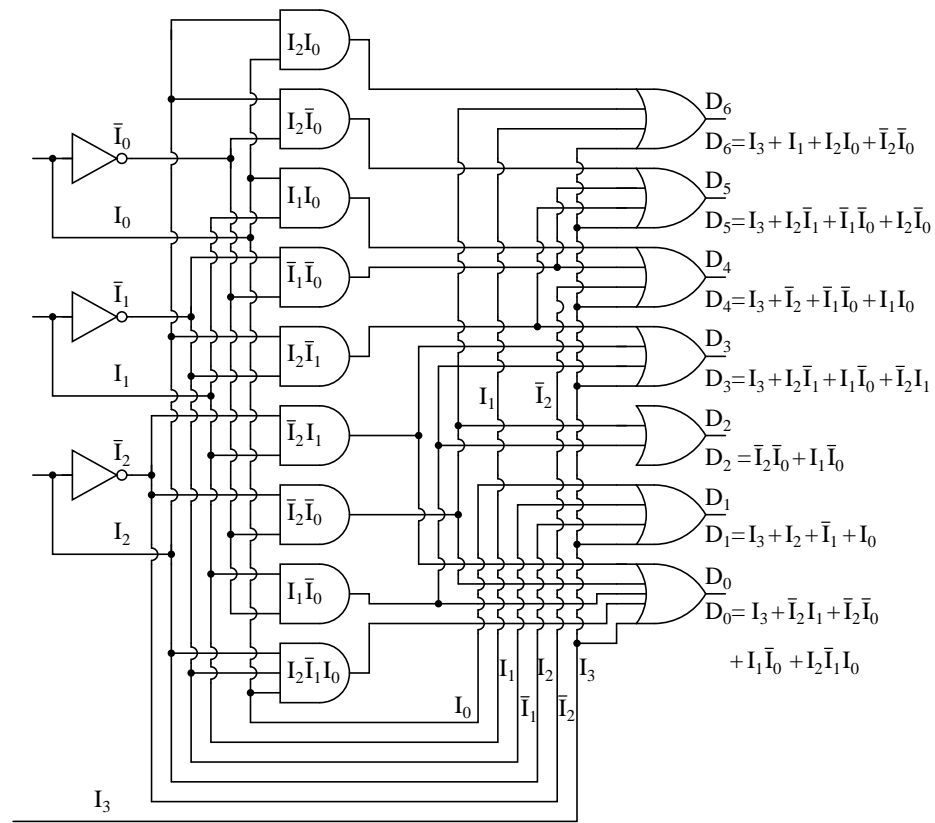 I₂I₀
I₂Ī₀
I₁I₀
Ī₁Ī₀
I₂Ī₁
Ī₂I₁
Ī₂Ī₀
I₁Ī₀
I₂Ī₁I₀
Ī₀
I₀
Ī₁
I₁
Ī₂
I₂
I₃
I₁
Ī₂
I₀
I₁
Ī₁
I₂
Ī₂
I₃
D₆
D₆= I₃ + I₁ + I₂I₀ + Ī₂Ī₀
D₅
D₅= I₃ + I₂Ī₁ + Ī₁Ī₀ + I₂Ī₀
D₄
D₄= I₃ + Ī₂ + Ī₁Ī₀ + I₁I₀
D₃
D₃= I₃ + I₂Ī₁ + I₁Ī₀ + Ī₂I₁
D₂
D₂ = Ī₂Ī₀ + I₁Ī₀
D₁
D₁= I₃ + I₂ + Ī₁ + I₀
D₀
D₀= I₃ + Ī₂I₁ + Ī₂Ī₀
+ I₁Ī₀ + I₂Ī₁I₀